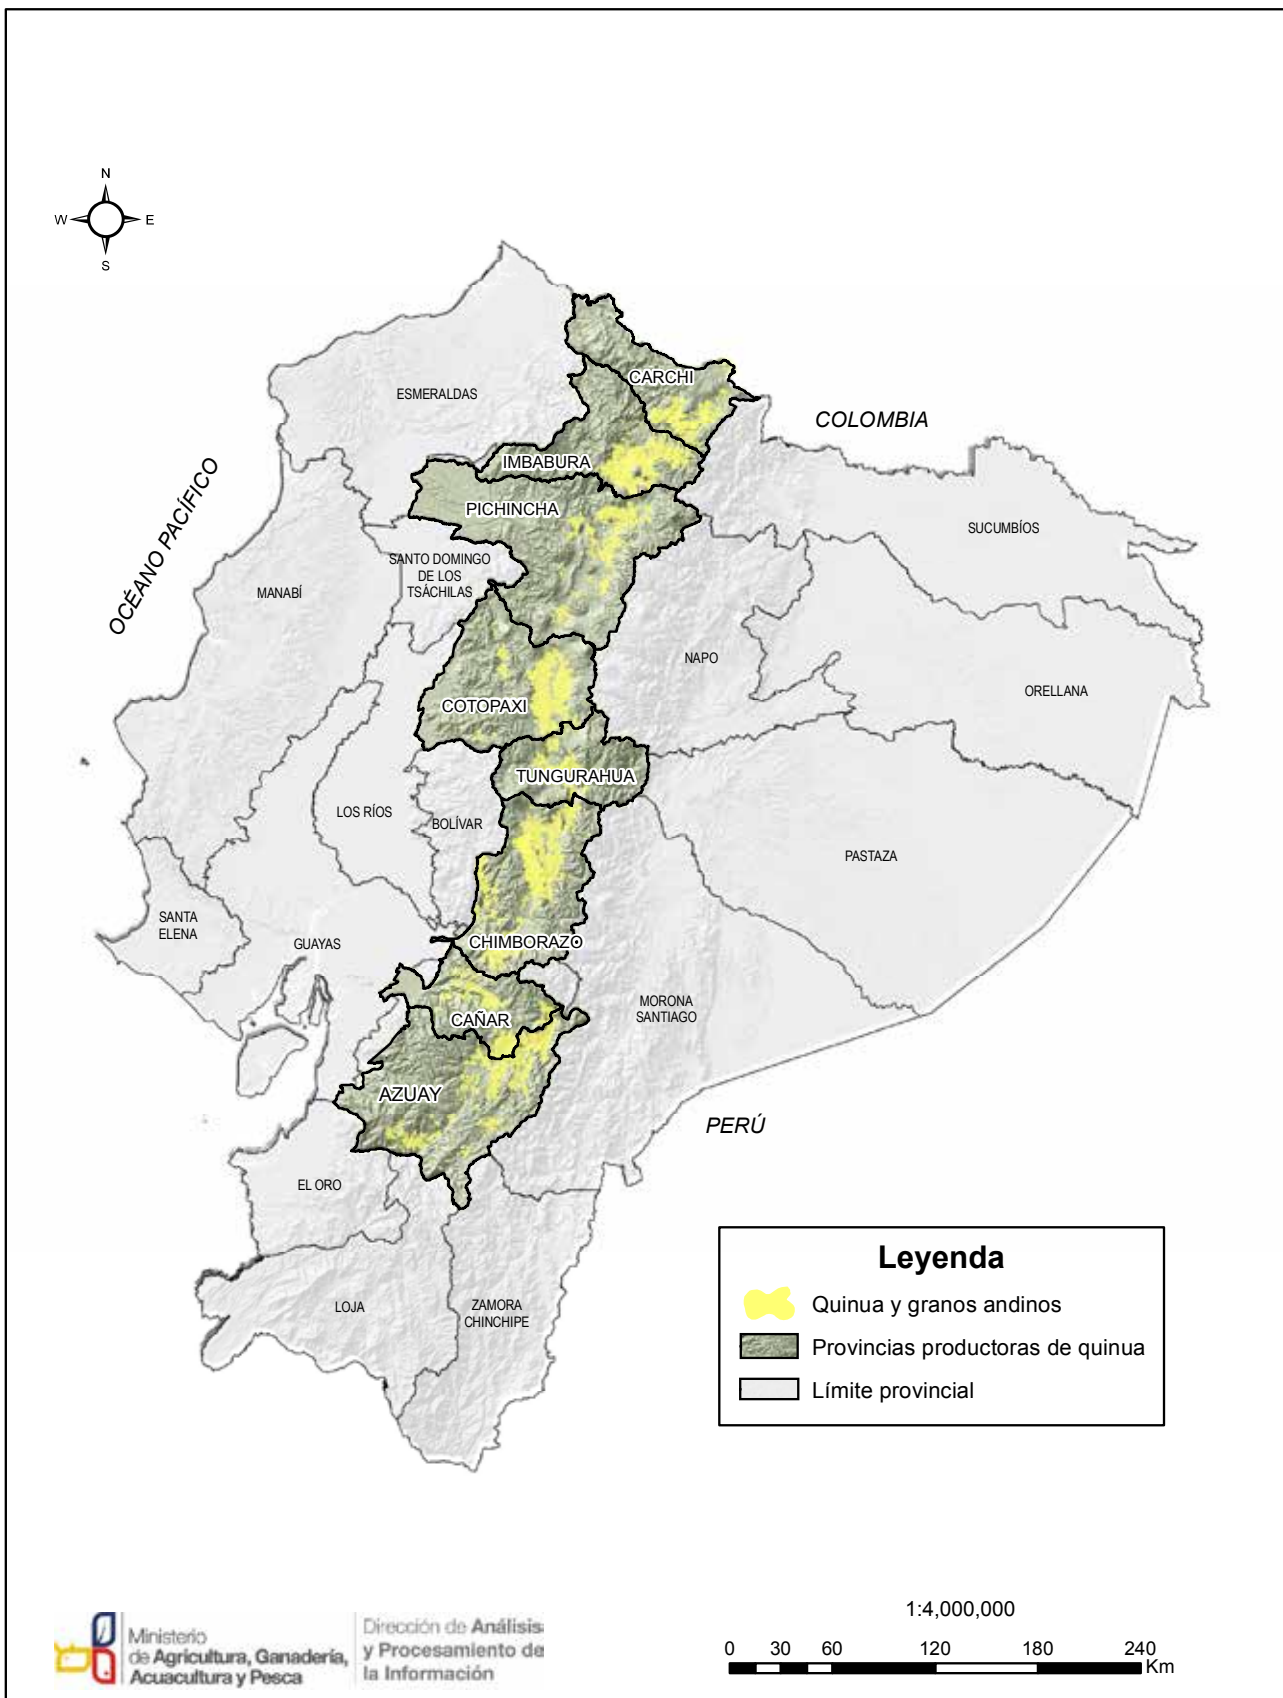 N
W
E
S
CARCHI
ESMERALDAS
COLOMBIA
IMBABURA
OCÉANO PACÍFICO
PICHINCHA
SUCUMBÍOS
SANTO DOMINGO
DE LOS
TSÁCHILAS
MANABÍ
NAPO
ORELLANA
COTOPAXI
TUNGURAHUA
LOS RÍOS
BOLÍVAR
PASTAZA
SANTA
ELENA
GUAYAS
CHIMBORAZO
MORONA
SANTIAGO
CAÑAR
AZUAY
PERÚ
EL ORO
LOJA
ZAMORA
CHINCHIPE
Leyenda
Quinua y granos andinos
Provincias productoras de quinua
Límite provincial
Ministerio
de Agricultura, Ganadería,
Acuacultura y Pesca
Dirección de Análisis
y Procesamiento de
la Información
1:4,000,000
0 30 60 120 180 240
Km